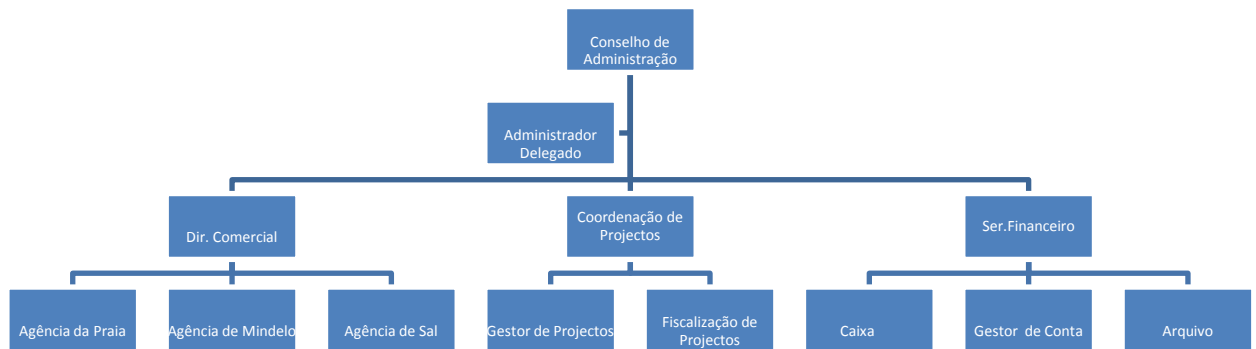 Conselho de
Administração
Administrador
Delegado
Dir. Comercial
Coordenação de
Projectos
Ser.Financeiro
Agência da Praia
Agência de Mindelo
Agência de Sal
Gestor de Projectos
Fiscalização de
Projectos
Caixa
Gestor de Conta
Arquivo